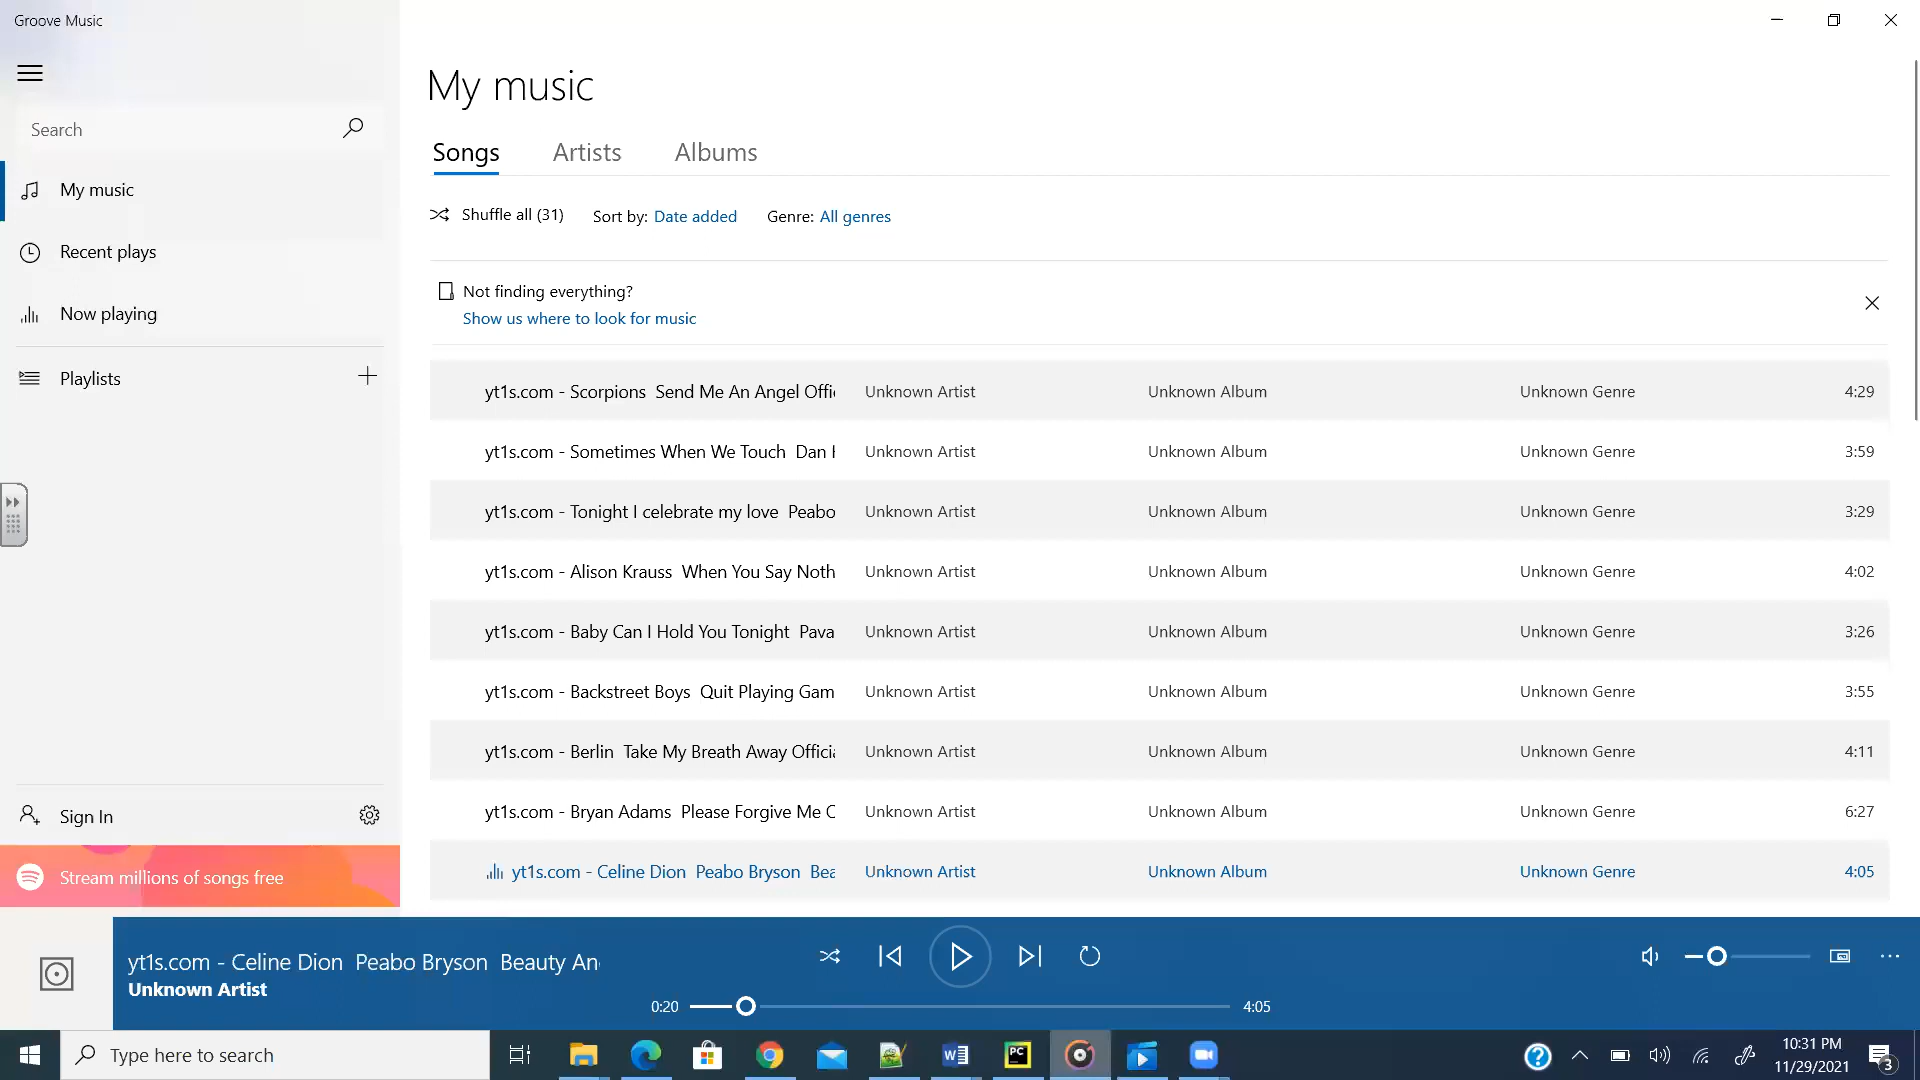 Groove Music
Search
My music
Recent plays
Now playing
Playlists
Sign In
Stream millions of songs free
My music
Songs Artists Albums
Shuffle all (31) Sort by: Date added Genre: All genres
Not finding everything?
Show us where to look for music
yt1s.com - Scorpions Send Me An Angel Offi Unknown Artist Unknown Album Unknown Genre 4:29
yt1s.com - Sometimes When We Touch Dan Unknown Artist Unknown Album Unknown Genre 3:59
yt1s.com - Tonight I celebrate my love Peabo Unknown Artist Unknown Album Unknown Genre 3:29
yt1s.com - Alison Krauss When You Say Noth Unknown Artist Unknown Album Unknown Genre 4:02
yt1s.com - Baby Can I Hold You Tonight Pava Unknown Artist Unknown Album Unknown Genre 3:26
yt1s.com - Backstreet Boys Quit Playing Gam Unknown Artist Unknown Album Unknown Genre 3:55
yt1s.com - Berlin Take My Breath Away Offici Unknown Artist Unknown Album Unknown Genre 4:11
yt1s.com - Bryan Adams Please Forgive Me Unknown Artist Unknown Album Unknown Genre 6:27
yt1s.com - Celine Dion Peabo Bryson Bea Unknown Artist Unknown Album Unknown Genre 4:05
yt1s.com - Celine Dion Peabo Bryson Beauty An
Unknown Artist
0:20 4:05
Type here to search
PC
10:31 PM
11/29/2021
3